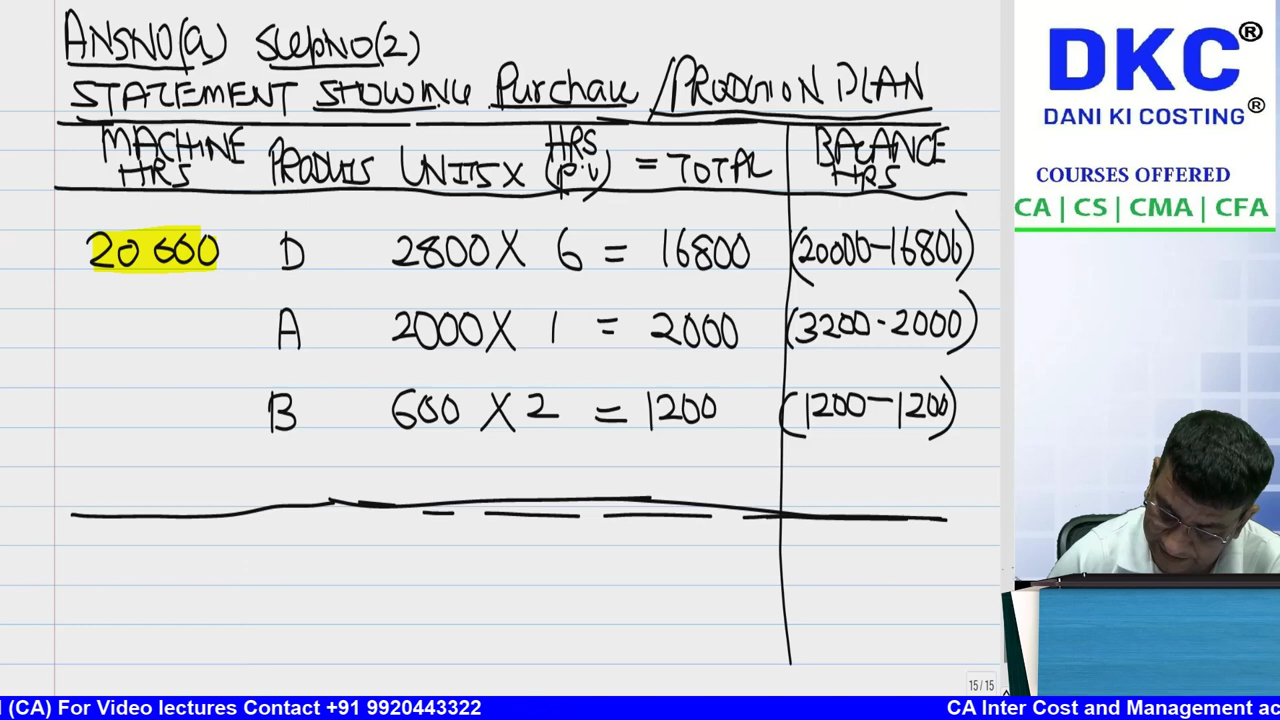 ANSNO(a) StepNO(2)
STATEMENT SHOWING Purchase / PRODUCTION PLAN
MACHINE HRS PRODUCTS UNITS X HRS (P.U) = TOTAL BALANCE HRS
20 000 D 2800 X 6 = 16800 (20000-16800)
A 2000 X 1 = 2000 (3200-2000)
B 600 X 2 = 1200 (1200-1200)
DKC®
DANI KI COSTING®
COURSES OFFERED
CA | CS | CMA | CFA
15/15
(CA) For Video lectures Contact +91 9920443322
CA Inter Cost and Management ac